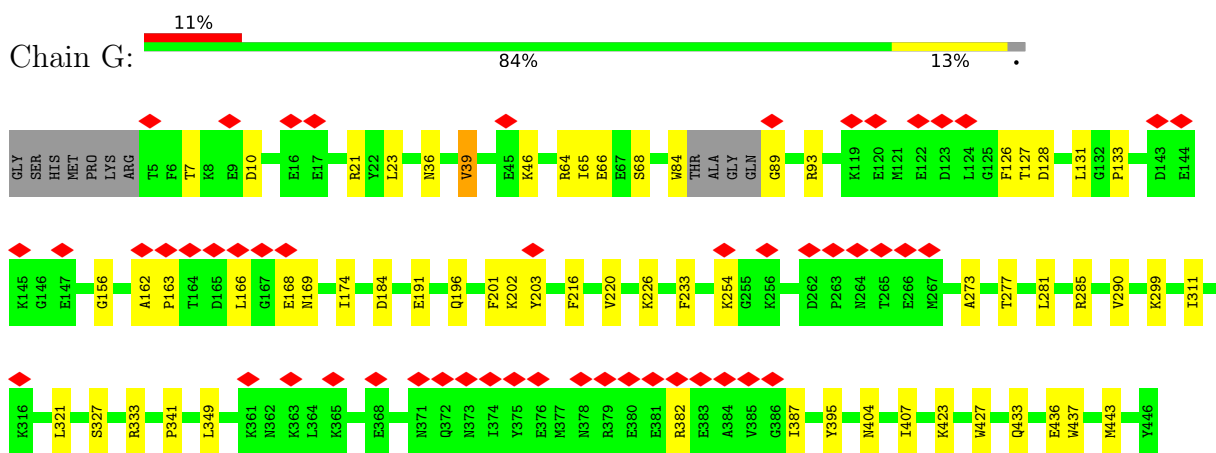 11%
Chain G:
84% 13% •
GLY SER HIS MET PRO LYS ARG T5 F6 T7 K8 E9 D10 E16 E17 R21 Y22 L23 N36 V39 E45 K46 R64 I65 E66 E67 S68 W84 THR ALA GLY GLN G89 R93 K119 E120 M121 E122 D123 L124 G125 F126 T127 D128 L131 G132 P133 D143 E144
K145 G146 E147 G156 A162 P163 T164 D165 L166 G167 E168 N169 I174 D184 E191 Q196 F201 K202 Y203 F216 V220 K226 F233 K254 G255 K256 D262 P263 N264 T265 E266 M267 A273 T277 L281 R285 V290 K299 I311
K316 L321 S327 R333 P341 L349 K361 N362 K363 L364 K365 E368 N371 Q372 N373 I374 Y375 E376 M377 N378 R379 E380 E381 R382 E383 A384 V385 G386 I387 Y395 N404 I407 K423 W427 Q433 E436 W437 M443 Y446